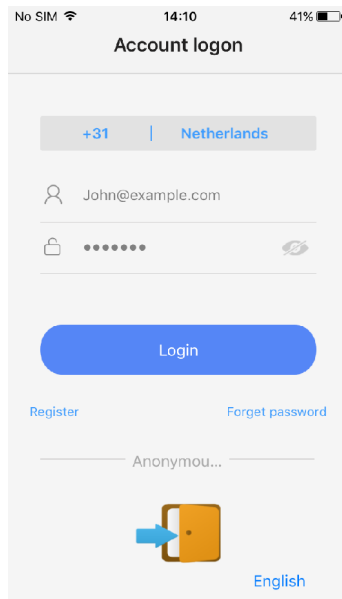 No SIM 14:10 41%
Account logon
+31 | Netherlands
John@example.com
•••••••
Login
Register Forget password
Anonymou...
English